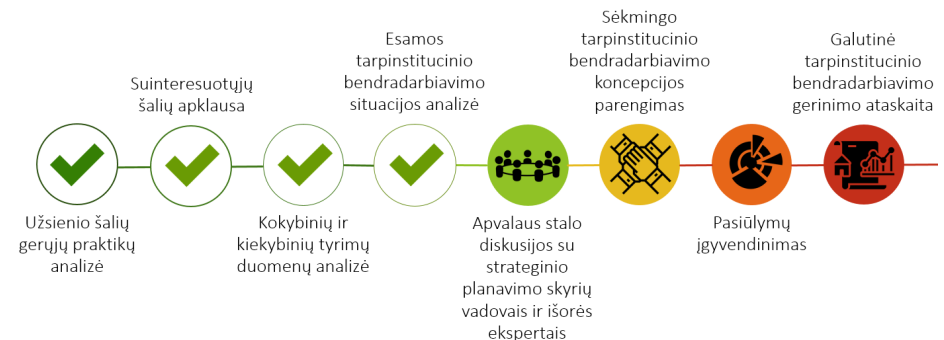 Užsienio šalių
gerųjų praktikų
analizė
Suinteresuotųjų
šalių apklausa
Kokybinių ir
kiekybinių tyrimų
duomenų analizė
Esamos
tarpinstitucinio
bendradarbiavimo
situacijos analizė
Apvalaus stalo
diskusijos su
strateginio
planavimo skyrių
vadovais ir išorės
ekspertais
Sėkmingo
tarpinstitucinio
bendradarbiavimo
koncepcijos
parengimas
Pasiūlymų
įgyvendinimas
Galutinė
tarpinstitucinio
bendradarbiavimo
gerinimo ataskaita